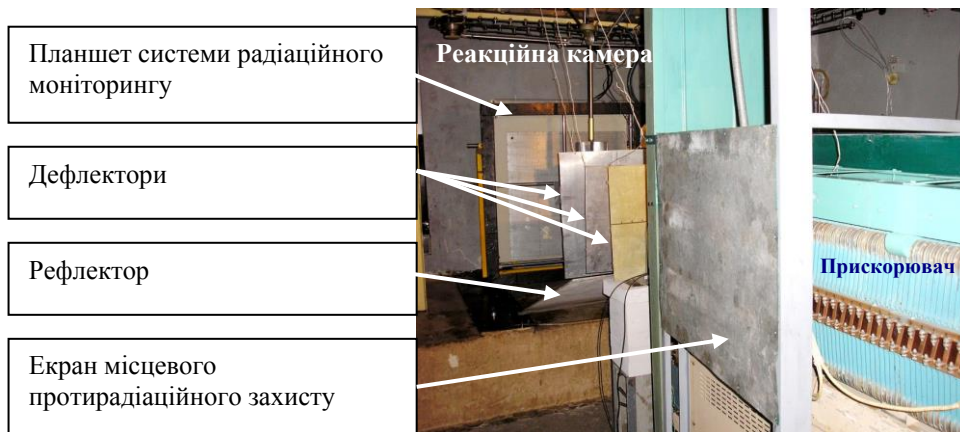 Планшет системи радіаційного
моніторингу
Реакційна камера
Дефлектори
Рефлектор
Прискорювач
Екран місцевого
протирадіаційного захисту